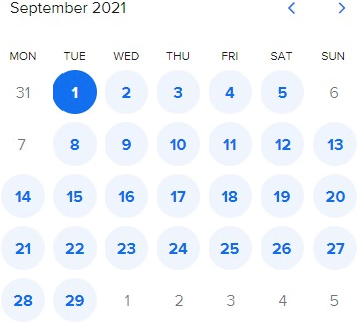 September 2021
MON TUE WED THU FRI SAT SUN
31 1 2 3 4 5 6
7 8 9 10 11 12 13
14 15 16 17 18 19 20
21 22 23 24 25 26 27
28 29 1 2 3 4 5